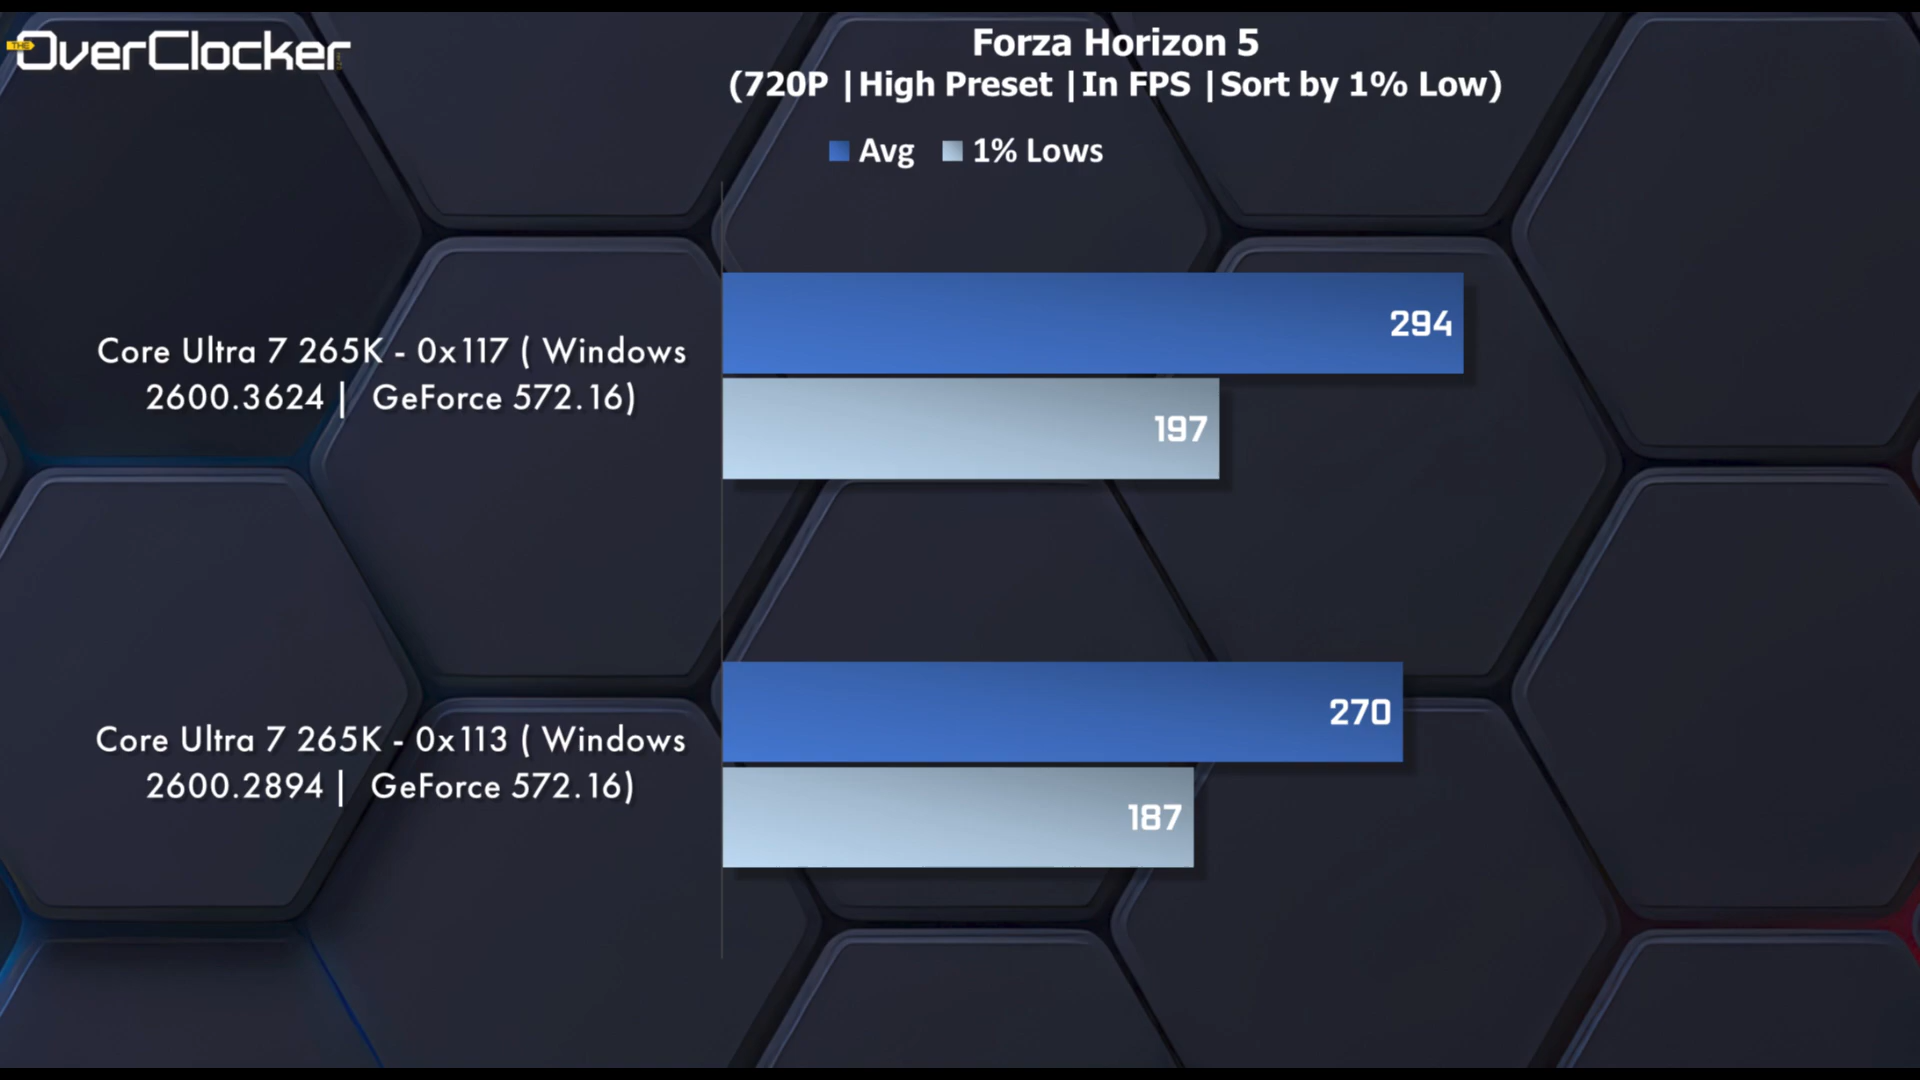 THE OverClocker
Forza Horizon 5
(720P |High Preset |In FPS |Sort by 1% Low)
Avg 1% Lows
Core Ultra 7 265K - 0x117 ( Windows
2600.3624 | GeForce 572.16)
294
197
Core Ultra 7 265K - 0x113 ( Windows
2600.2894 | GeForce 572.16)
270
187